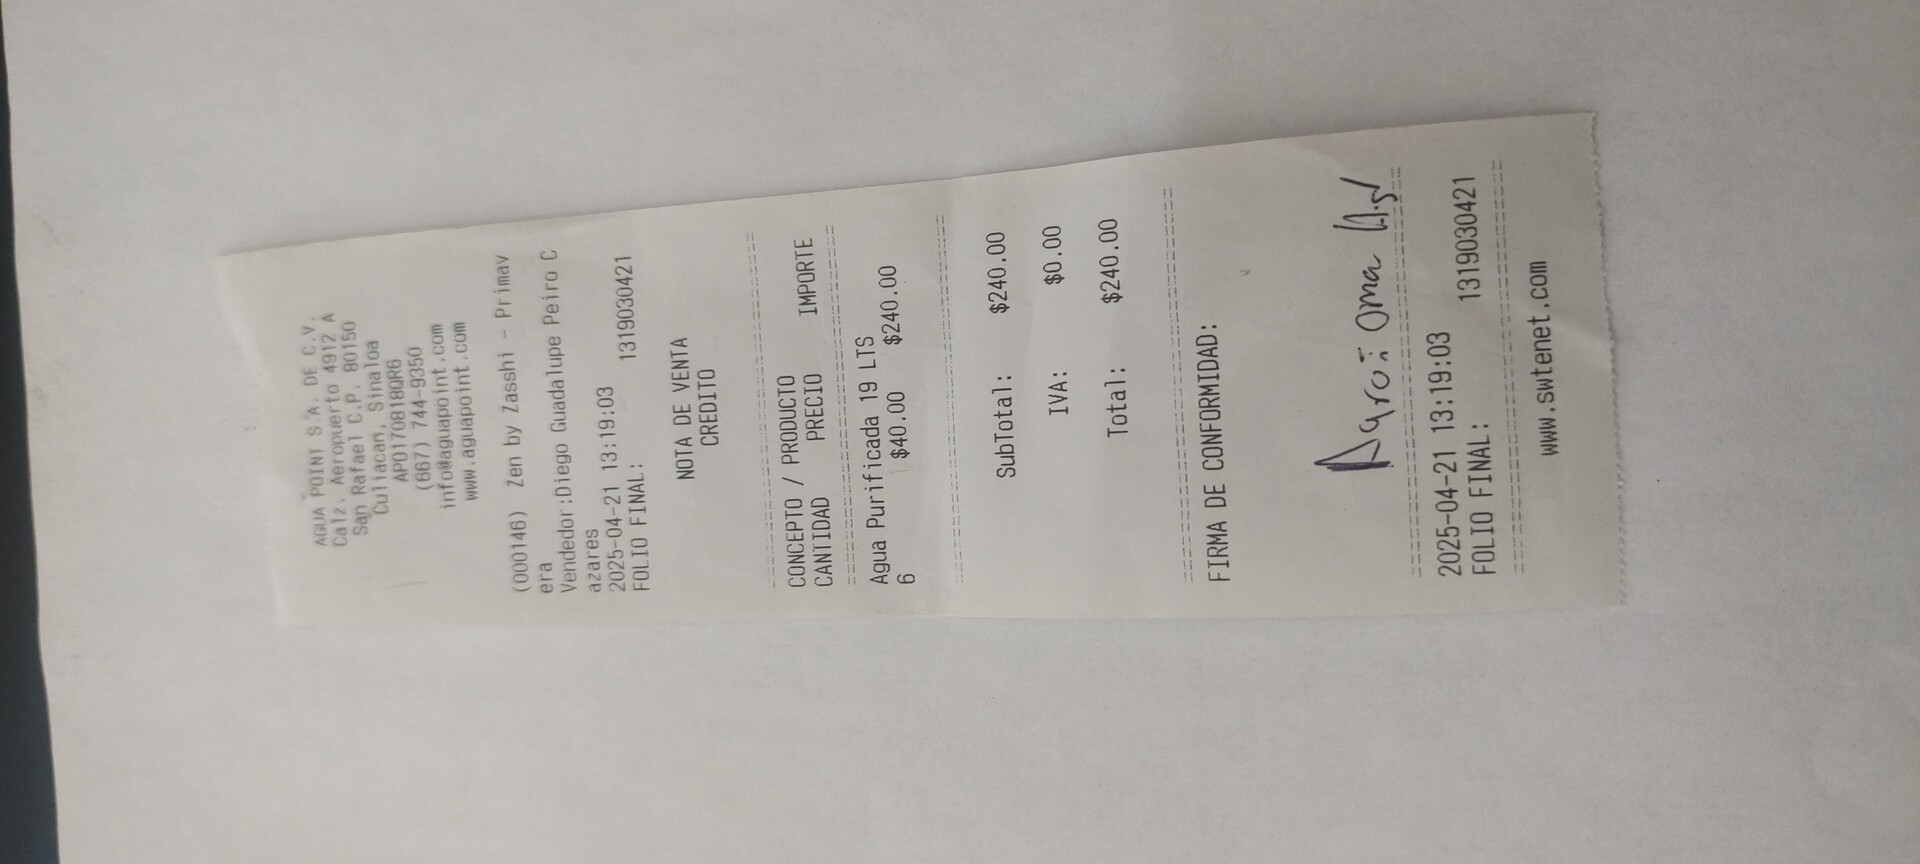 AGUA POINT S.A. DE C.V.
Calz. Aeropuerto 4912 A
San Rafael C.P. 80150
Culiacan, Sinaloa
APO170818QR6
(667) 744-9350
info@aguapoint.com
www.aguapoint.com
(000146) Zen by Zasshi - Primav
era
Vendedor:Diego Guadalupe Peiro C
azares
2025-04-21 13:19:03
FOLIO FINAL: 1319030421
NOTA DE VENTA
CREDITO
CONCEPTO / PRODUCTO
CANTIDAD PRECIO IMPORTE
Agua Purificada 19 LTS
6 $40.00 $240.00
SubTotal: $240.00
IVA: $0.00
Total: $240.00
FIRMA DE CONFORMIDAD:
2025-04-21 13:19:03
FOLIO FINAL: 1319030421
www.swtenet.com